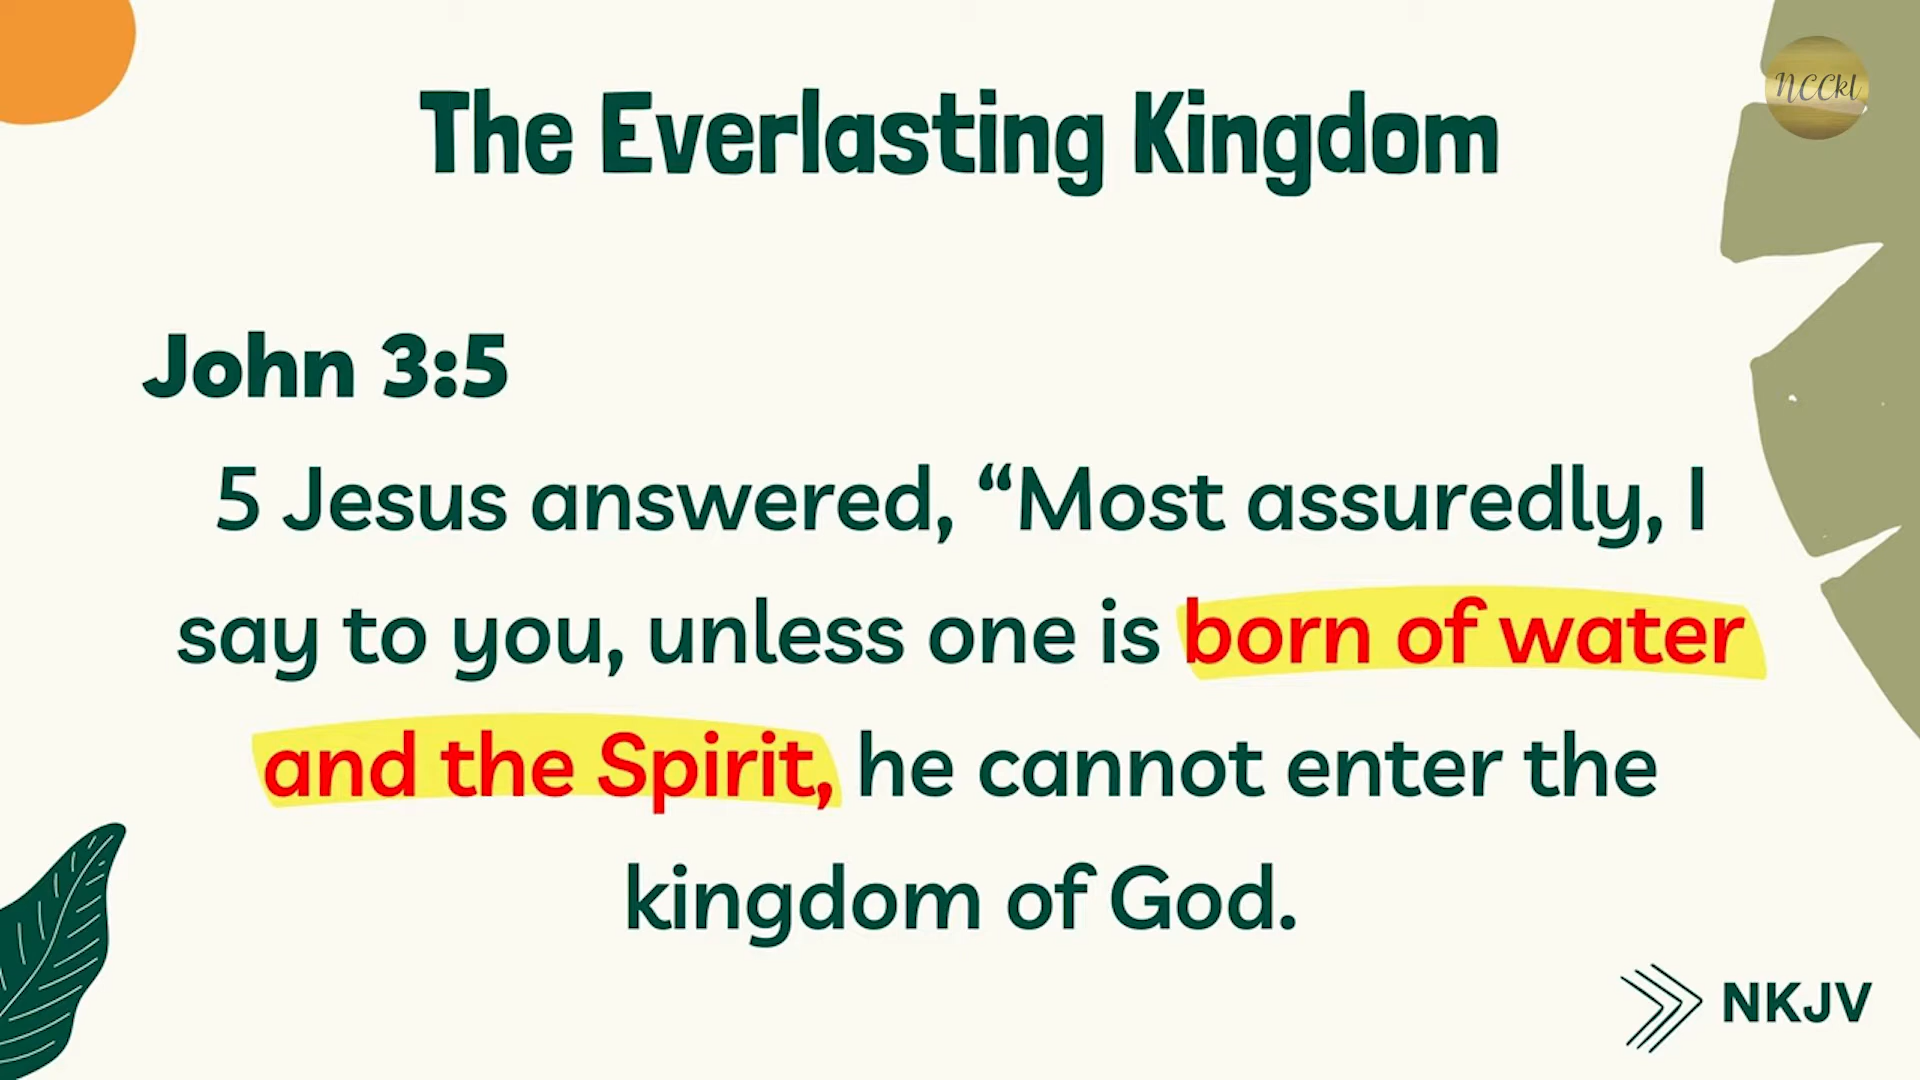 NCCkl
The Everlasting Kingdom
John 3:5
5 Jesus answered, “Most assuredly, I
say to you, unless one is born of water
and the Spirit, he cannot enter the
kingdom of God.
NKJV